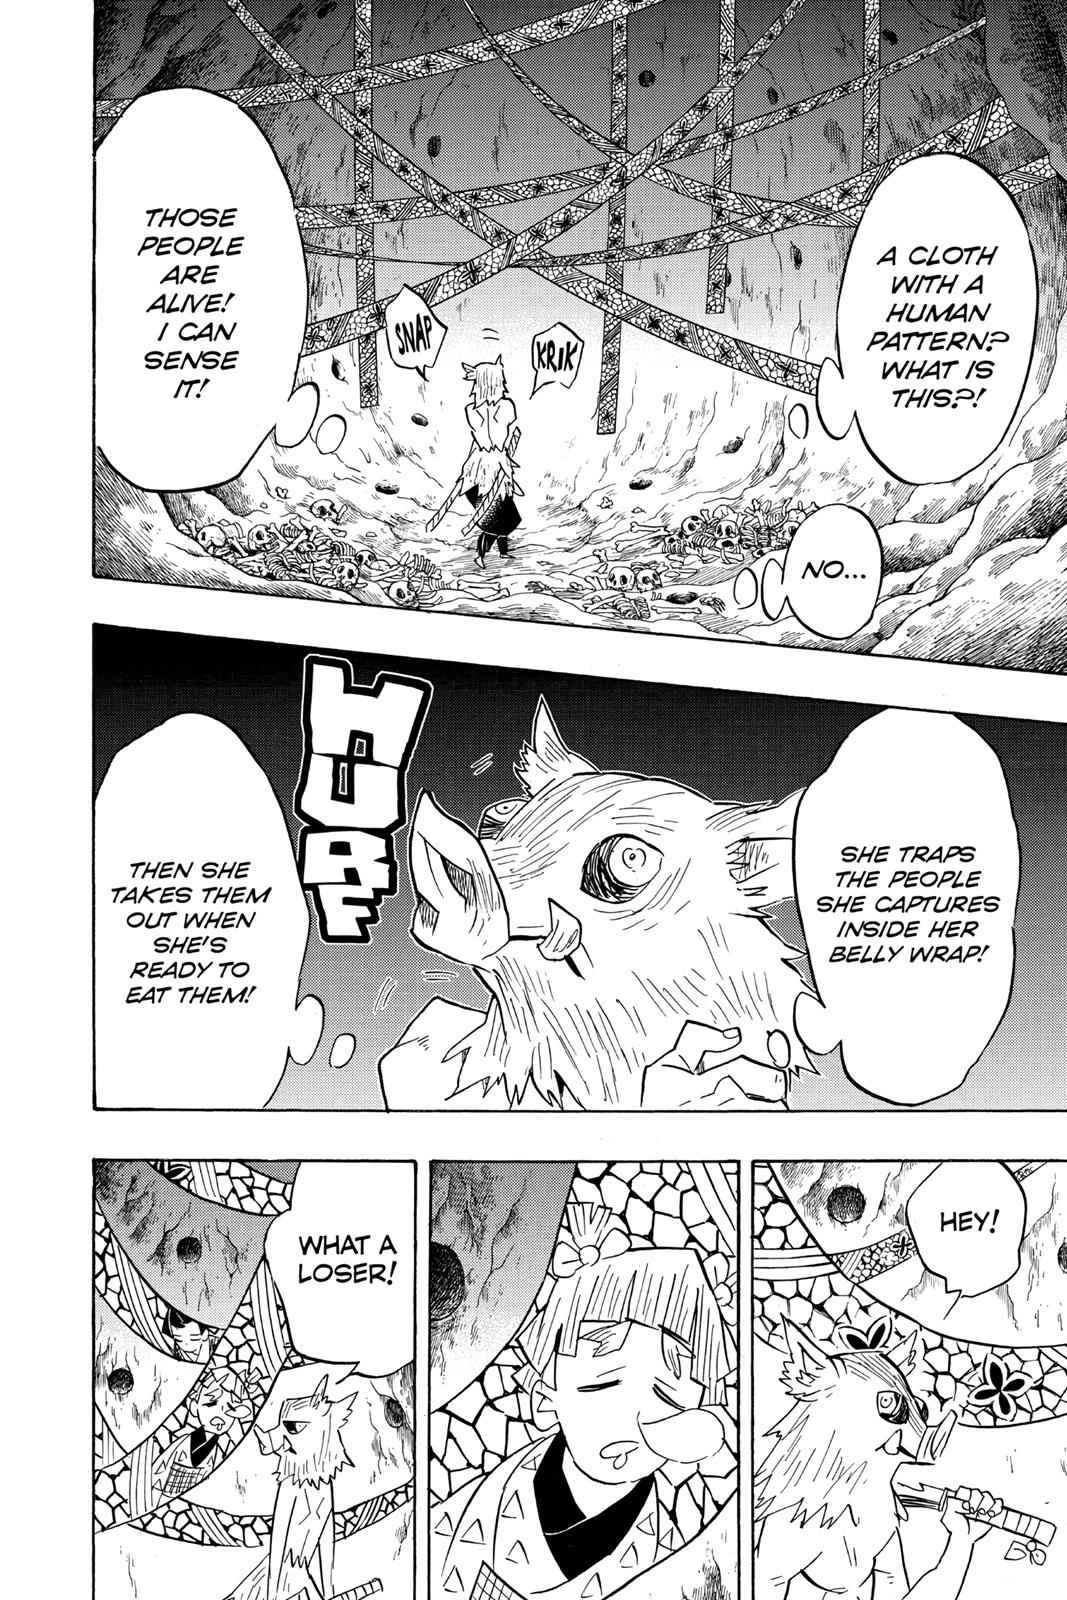 A CLOTH
WITH A
HUMAN
PATTERN?
WHAT IS
THIS?!
KRIK
SNAP
THOSE
PEOPLE
ARE
ALIVE!
I CAN
SENSE
IT!
NO...
SHE TRAPS
THE PEOPLE
SHE CAPTURES
INSIDE HER
BELLY WRAP!
HURF
THEN SHE
TAKES THEM
OUT WHEN
SHE'S
READY TO
EAT THEM!
HEY!
WHAT A
LOSER!